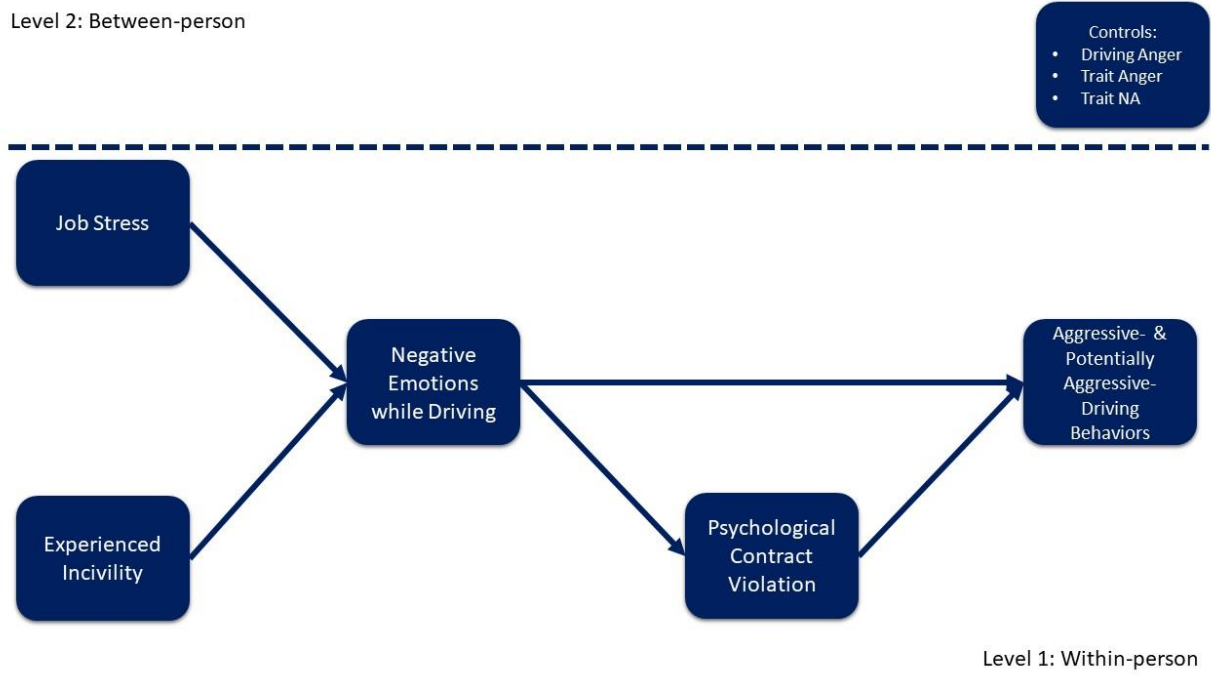 Level 2: Between-person
Controls:
• Driving Anger
• Trait Anger
• Trait NA
Job Stress
Negative
Emotions
while Driving
Aggressive- &
Potentially
Aggressive-
Driving
Behaviors
Experienced
Incivility
Psychological
Contract
Violation
Level 1: Within-person